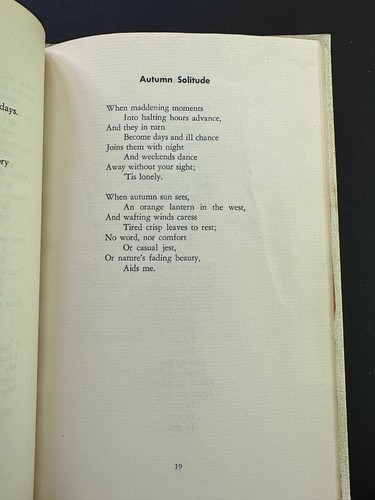 days.
ory
Autumn Solitude
When maddening moments
Into halting hours advance,
And they in turn
Become days and ill chance
Joins them with night
And weekends dance
Away without your sight;
'Tis lonely.
When autumn sun sets,
An orange lantern in the west,
And wafting winds caress
Tired crisp leaves to rest;
No word, nor comfort
Or casual jest,
Or nature's fading beauty,
Aids me.
19